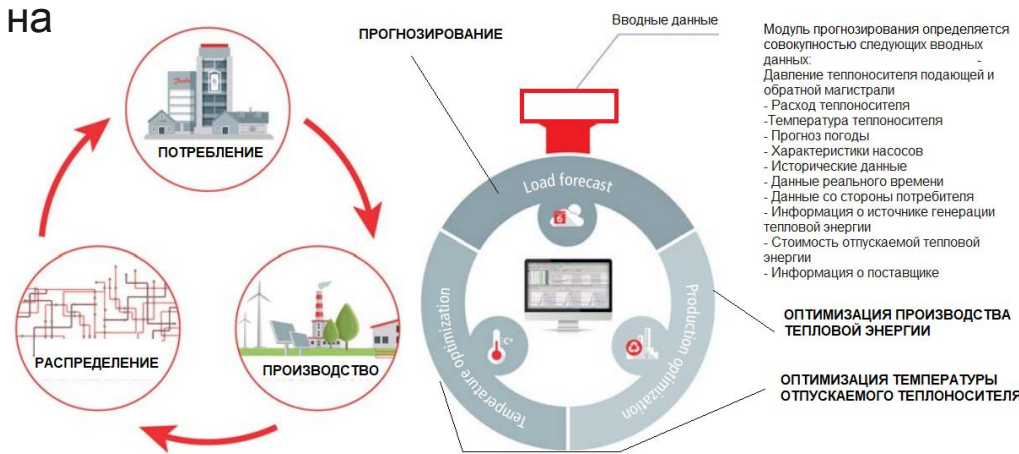 на
ПРОГНОЗИРОВАНИЕ
Вводные данные
Модуль прогнозирования определяется
совокупностью следующих вводных
данных: -
Давление теплоносителя подающей и
обратной магистрали
- Расход теплоносителя
-Температура теплоносителя
- Прогноз погоды
- Характеристики насосов
- Исторические данные
- Данные реального времени
- Данные со стороны потребителя
- Информация о источнике генерации
тепловой энергии
- Стоимость отпускаемой тепловой
энергии
- Информация о поставщике
Danfoss
ПОТРЕБЛЕНИЕ
РАСПРЕДЕЛЕНИЕ
ПРОИЗВОДСТВО
Load forecast
6
Temperature optimization
C°
Production optimization
ОПТИМИЗАЦИЯ ПРОИЗВОДСТВА
ТЕПЛОВОЙ ЭНЕРГИИ
ОПТИМИЗАЦИЯ ТЕМПЕРАТУРЫ
ОТПУСКАЕМОГО ТЕПЛОНОСИТЕЛЯ